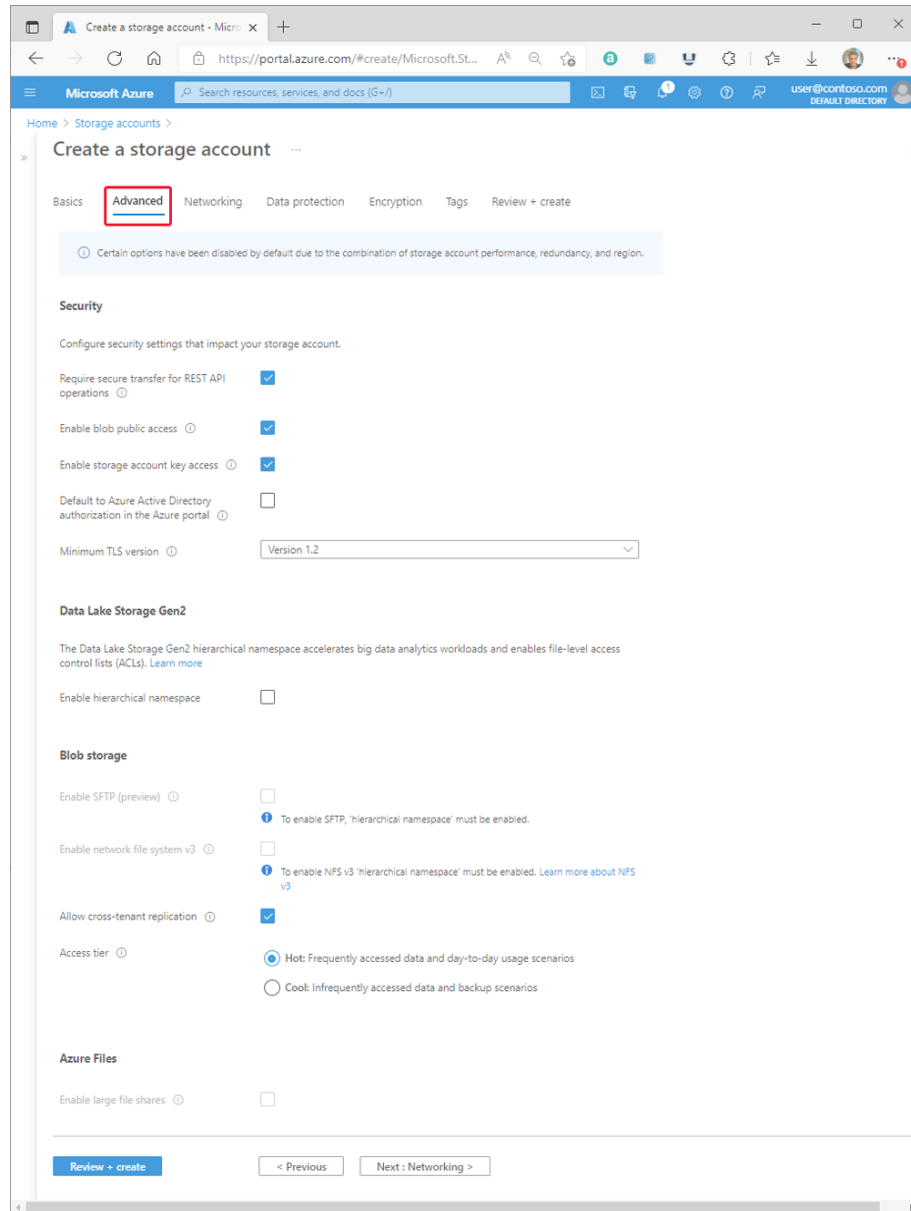 Create a storage account - Micro
https://portal.azure.com/#create/Microsoft.St...
Microsoft Azure
Search resources, services, and docs (G+/)
1
user@contoso.com
DEFAULT DIRECTORY
Home > Storage accounts >
Create a storage account ...
Basics Advanced Networking Data protection Encryption Tags Review + create
Certain options have been disabled by default due to the combination of storage account performance, redundancy, and region.
Security
Configure security settings that impact your storage account.
Require secure transfer for REST API
operations
Enable blob public access
Enable storage account key access
Default to Azure Active Directory
authorization in the Azure portal
Minimum TLS version
Version 1.2
Data Lake Storage Gen2
The Data Lake Storage Gen2 hierarchical namespace accelerates big data analytics workloads and enables file-level access
control lists (ACLs). Learn more
Enable hierarchical namespace
Blob storage
Enable SFTP (preview)
To enable SFTP, 'hierarchical namespace' must be enabled.
Enable network file system v3
To enable NFS v3 'hierarchical namespace' must be enabled. Learn more about NFS
v3
Allow cross-tenant replication
Access tier
Hot: Frequently accessed data and day-to-day usage scenarios
Cool: Infrequently accessed data and backup scenarios
Azure Files
Enable large file shares
Review + create
< Previous
Next : Networking >